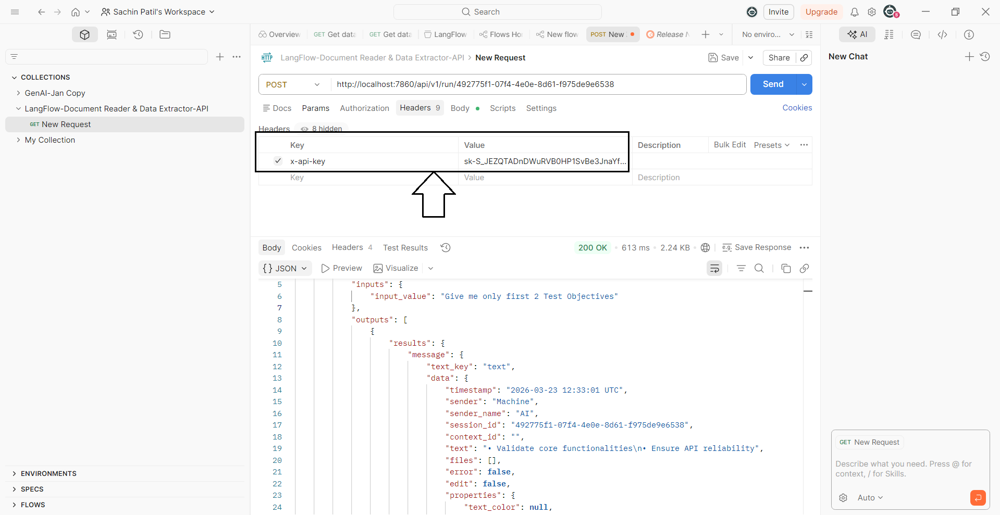 Sachin Patil's Workspace
Search
Invite
Upgrade
Overview
GET Get data
GET Get data
LangFlow
Flows Ho
New flow
POST New
Release N
No enviro...
AI
COLLECTIONS
GenAI-Jan Copy
LangFlow-Document Reader & Data Extractor-API
GET New Request
My Collection
ENVIRONMENTS
SPECS
FLOWS
HTTP LangFlow-Document Reader & Data Extractor-API > New Request
Save
Share
POST http://localhost:7860/api/v1/run/492775f1-07f4-4e0e-8d61-f975de9e6538
Send
Docs Params Authorization Headers 9 Body Scripts Settings
Cookies
Headers 8 hidden
Key Value Description Bulk Edit Presets
x-api-key sk-S_JEZQTADnDWuRVB0HP1SvBe3JnaYf...
Key Value Description
Body Cookies Headers 4 Test Results
200 OK 613 ms 2.24 KB e.g. Save Response
{} JSON Preview Visualize
5 "inputs": {
6 "input_value": "Give me only first 2 Test Objectives"
7 },
8 "outputs": [
9 {
10 "results": {
11 "message": {
12 "text_key": "text",
13 "data": {
14 "timestamp": "2026-03-23 12:33:01 UTC",
15 "sender": "Machine",
16 "sender_name": "AI",
17 "session_id": "492775f1-07f4-4e0e-8d61-f975de9e6538",
18 "context_id": "",
19 "text": "• Validate core functionalities\n• Ensure API reliability",
20 "files": [],
21 "error": false,
22 "edit": false,
23 "properties": {
24 "text_color": null,
New Chat
GET New Request
Describe what you need. Press @ for
context, / for Skills.
Auto